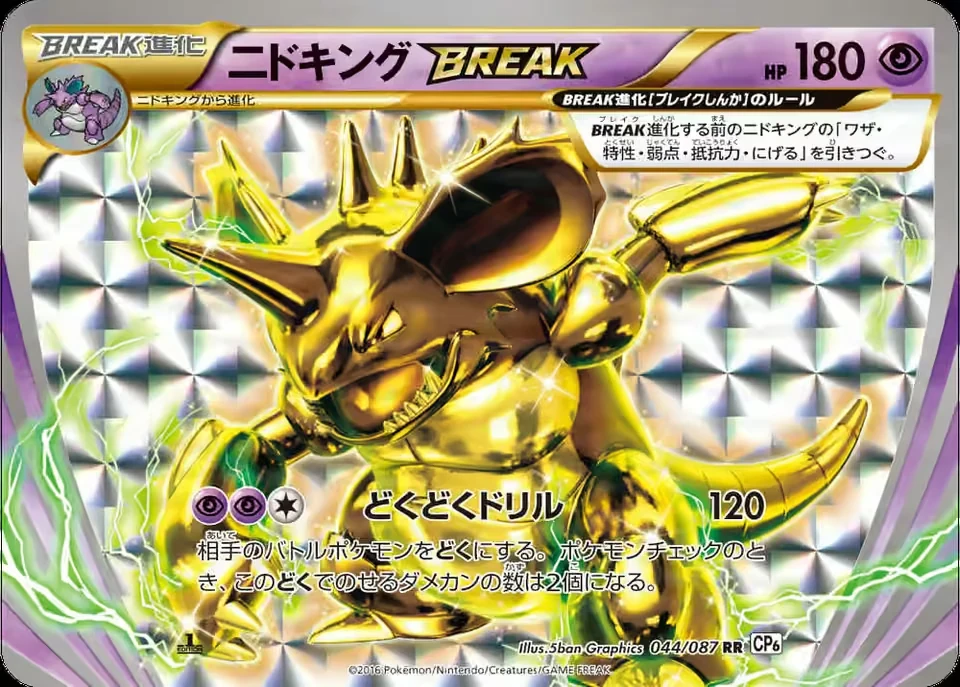 BREAK進化
ニドキング BREAK
HP 180
ニドキングから進化
BREAK進化[ブレイクしんか]のルール
BREAK進化する前のニドキングの「ワザ・
特性・弱点・抵抗力・にげる」を引きつぐ。
どくどくドリル 120
相手のバトルポケモンをどくにする。ポケモンチェックのと
き、このどくでのせるダメカンの数は2個になる。
1 EDITION
Illus.5ban Graphics 044/087 RR CP6
©2016 Pokémon/Nintendo/Creatures/GAME FREAK